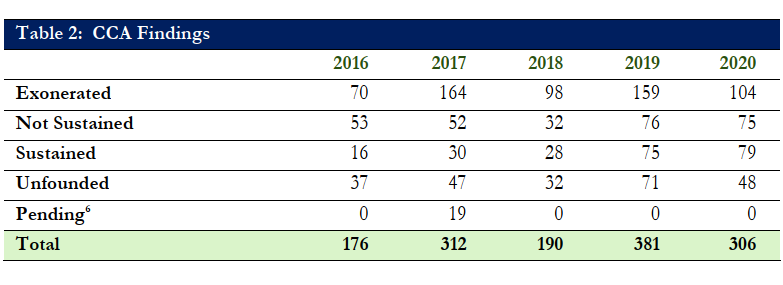 Table 2: CCA Findings
2016 2017 2018 2019 2020
Exonerated 70 164 98 159 104
Not Sustained 53 52 32 76 75
Sustained 16 30 28 75 79
Unfounded 37 47 32 71 48
Pending⁶ 0 19 0 0 0
Total 176 312 190 381 306